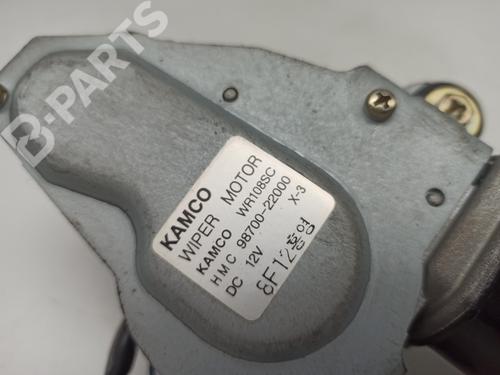 B-PARTS
KAMCO
WIPER MOTOR
KAMCO WR108SC
HMC 98700-22000
DC 12V X-3